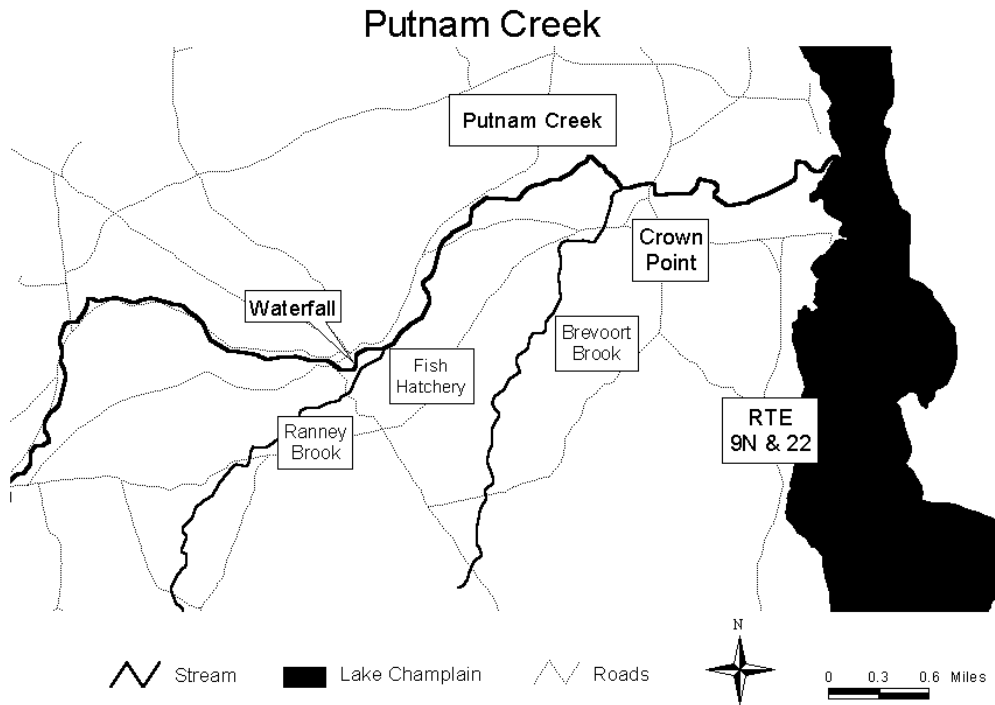 Putnam Creek
Putnam Creek
Crown
Point
Waterfall
Brevoort
Brook
Fish
Hatchery
Ranney
Brook
RTE
9N & 22
N
Stream
Lake Champlain
Roads
0 0.3 0.6 Miles